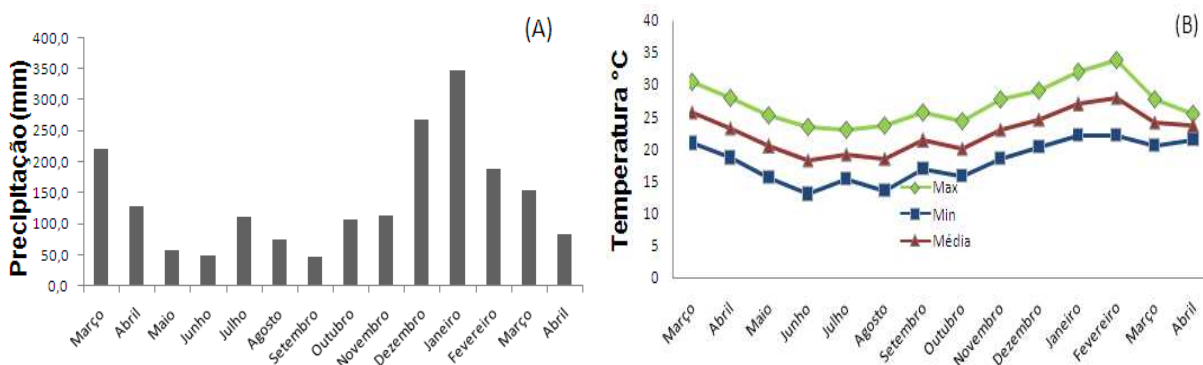 (A)
Precipitação (mm)
400,0
350,0
300,0
250,0
200,0
150,0
100,0
50,0
0,0
Março
Abril
Maio
Junho
Julho
Agosto
Setembro
Outubro
Novembro
Dezembro
Janeiro
Fevereiro
Março
Abril
(B)
Temperatura °C
40
35
30
25
20
15
10
5
0
Max
Min
Média
Março
Abril
Maio
Junho
Julho
Agosto
Setembro
Outubro
Novembro
Dezembro
Janeiro
Fevereiro
Março
Abril